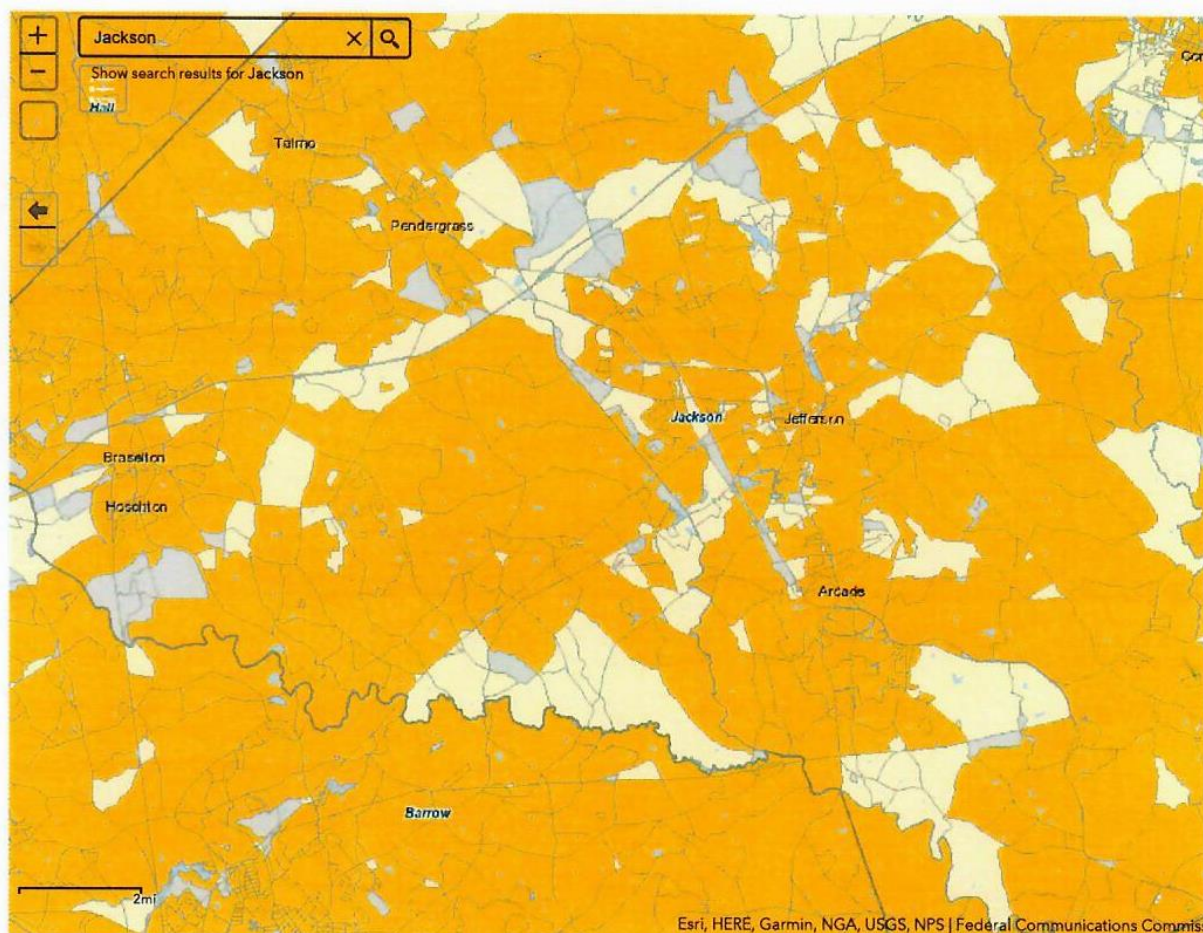 +
Jackson
−
Show search results for Jackson
Hall
Talmo
Pendergrass
Jackson
Jefferson
Braselton
Hoschton
Arcade
Barrow
2mi
Esri, HERE, Garmin, NGA, USGS, NPS | Federal Communications Commis